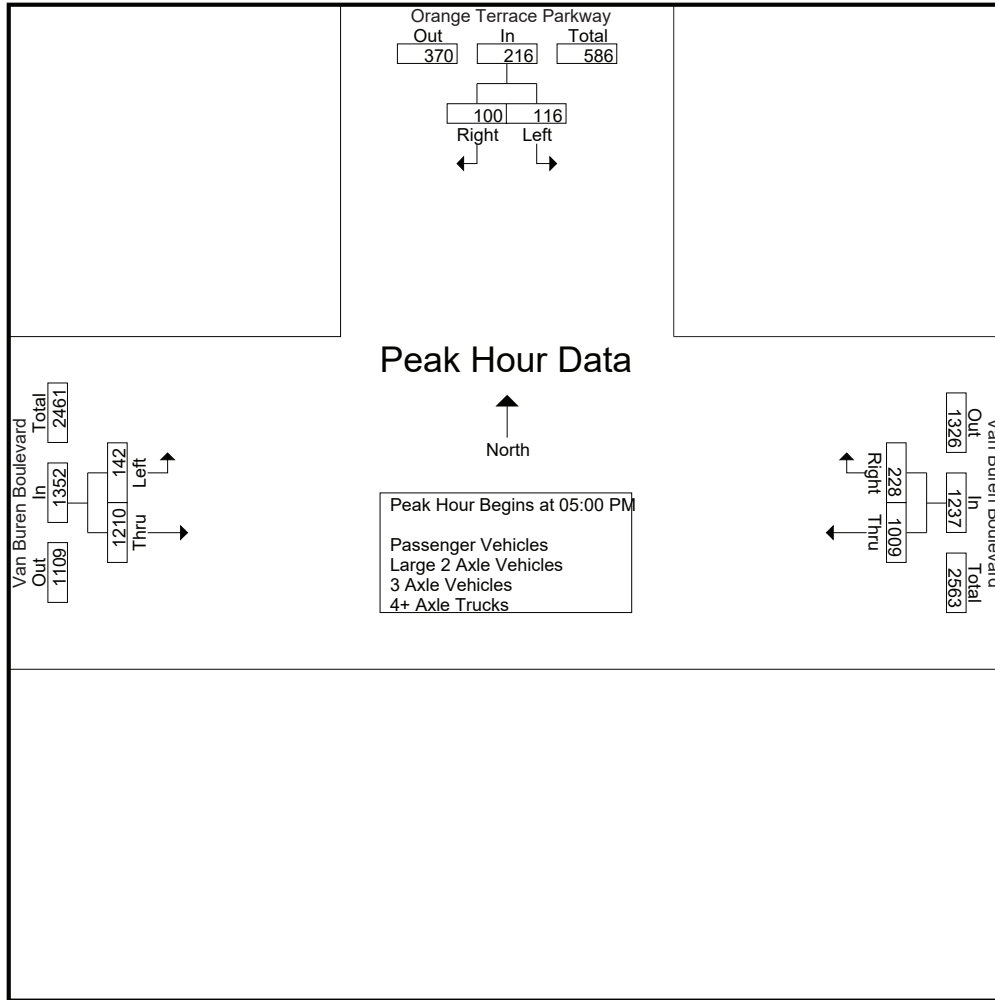 Orange Terrace Parkway
Out In Total
370 216 586
100 116
Right Left
Peak Hour Data
North
Peak Hour Begins at 05:00 PM
Passenger Vehicles
Large 2 Axle Vehicles
3 Axle Vehicles
4+ Axle Trucks
Van Buren Boulevard
Out In Total
1109 1352 2461
1210 142
Thru Left
Van Buren Boulevard
Out In Total
1326 1237 2563
228 1009
Right Thru